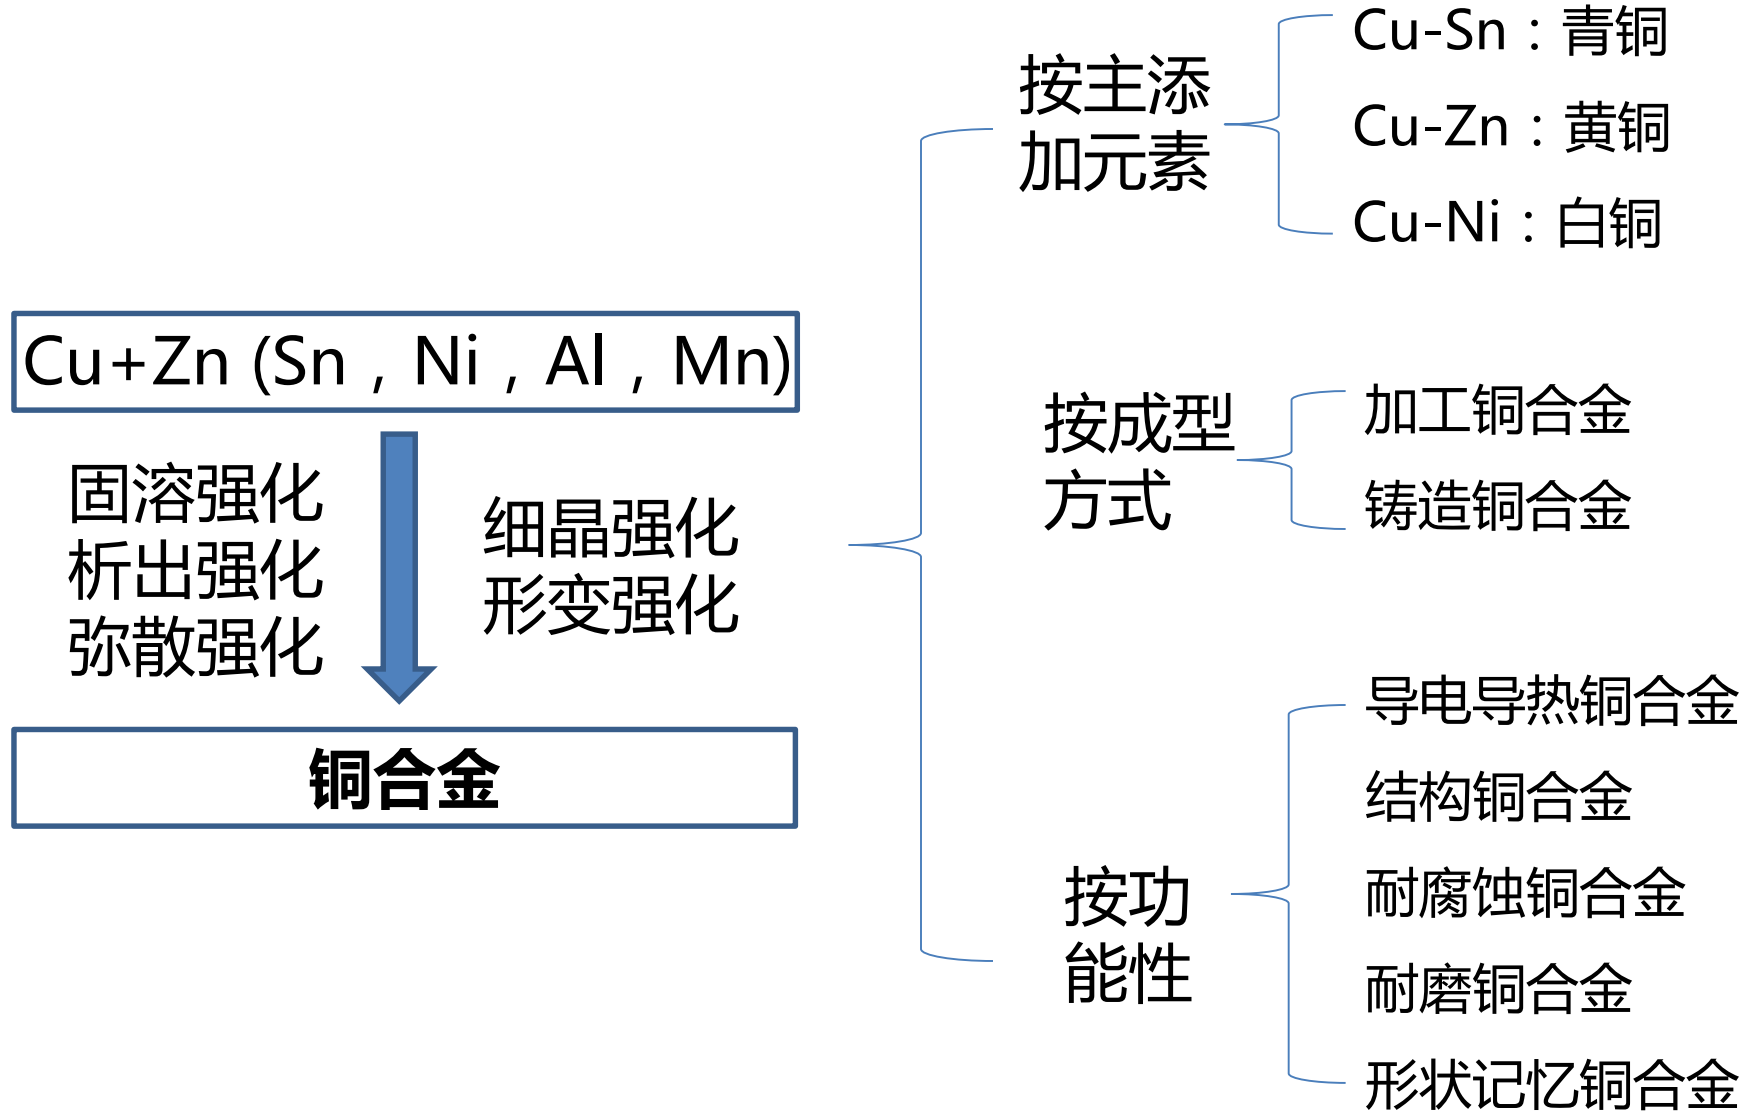 Cu+Zn (Sn，Ni，Al，Mn)
固溶强化
析出强化
弥散强化
细晶强化
形变强化
铜合金
按主添
加元素
Cu-Sn：青铜
Cu-Zn：黄铜
Cu-Ni：白铜
按成型
方式
加工铜合金
铸造铜合金
按功
能性
导电导热铜合金
结构铜合金
耐腐蚀铜合金
耐磨铜合金
形状记忆铜合金